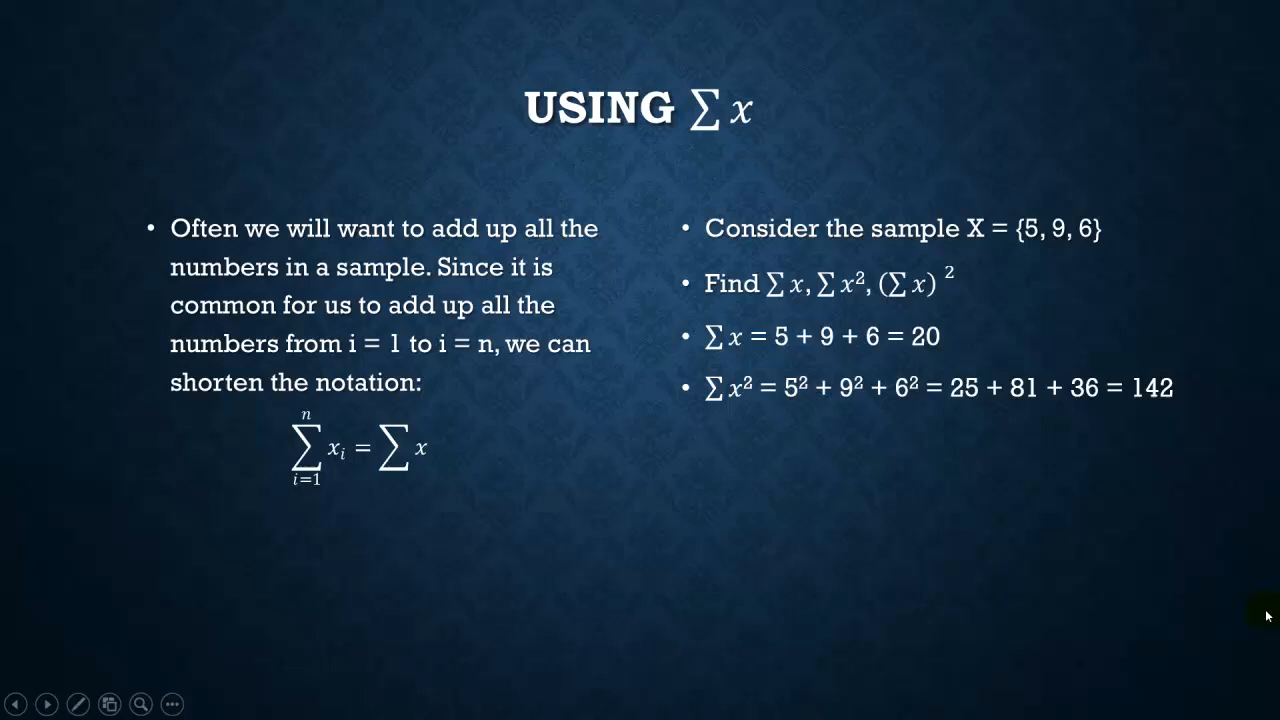 USING ∑ x
• Often we will want to add up all the
numbers in a sample. Since it is
common for us to add up all the
numbers from i = 1 to i = n, we can
shorten the notation:
n
∑ xᵢ = ∑ x
i=1
• Consider the sample X = {5, 9, 6}
• Find ∑ x, ∑ x², (∑ x) ²
• ∑ x = 5 + 9 + 6 = 20
• ∑ x² = 5² + 9² + 6² = 25 + 81 + 36 = 142